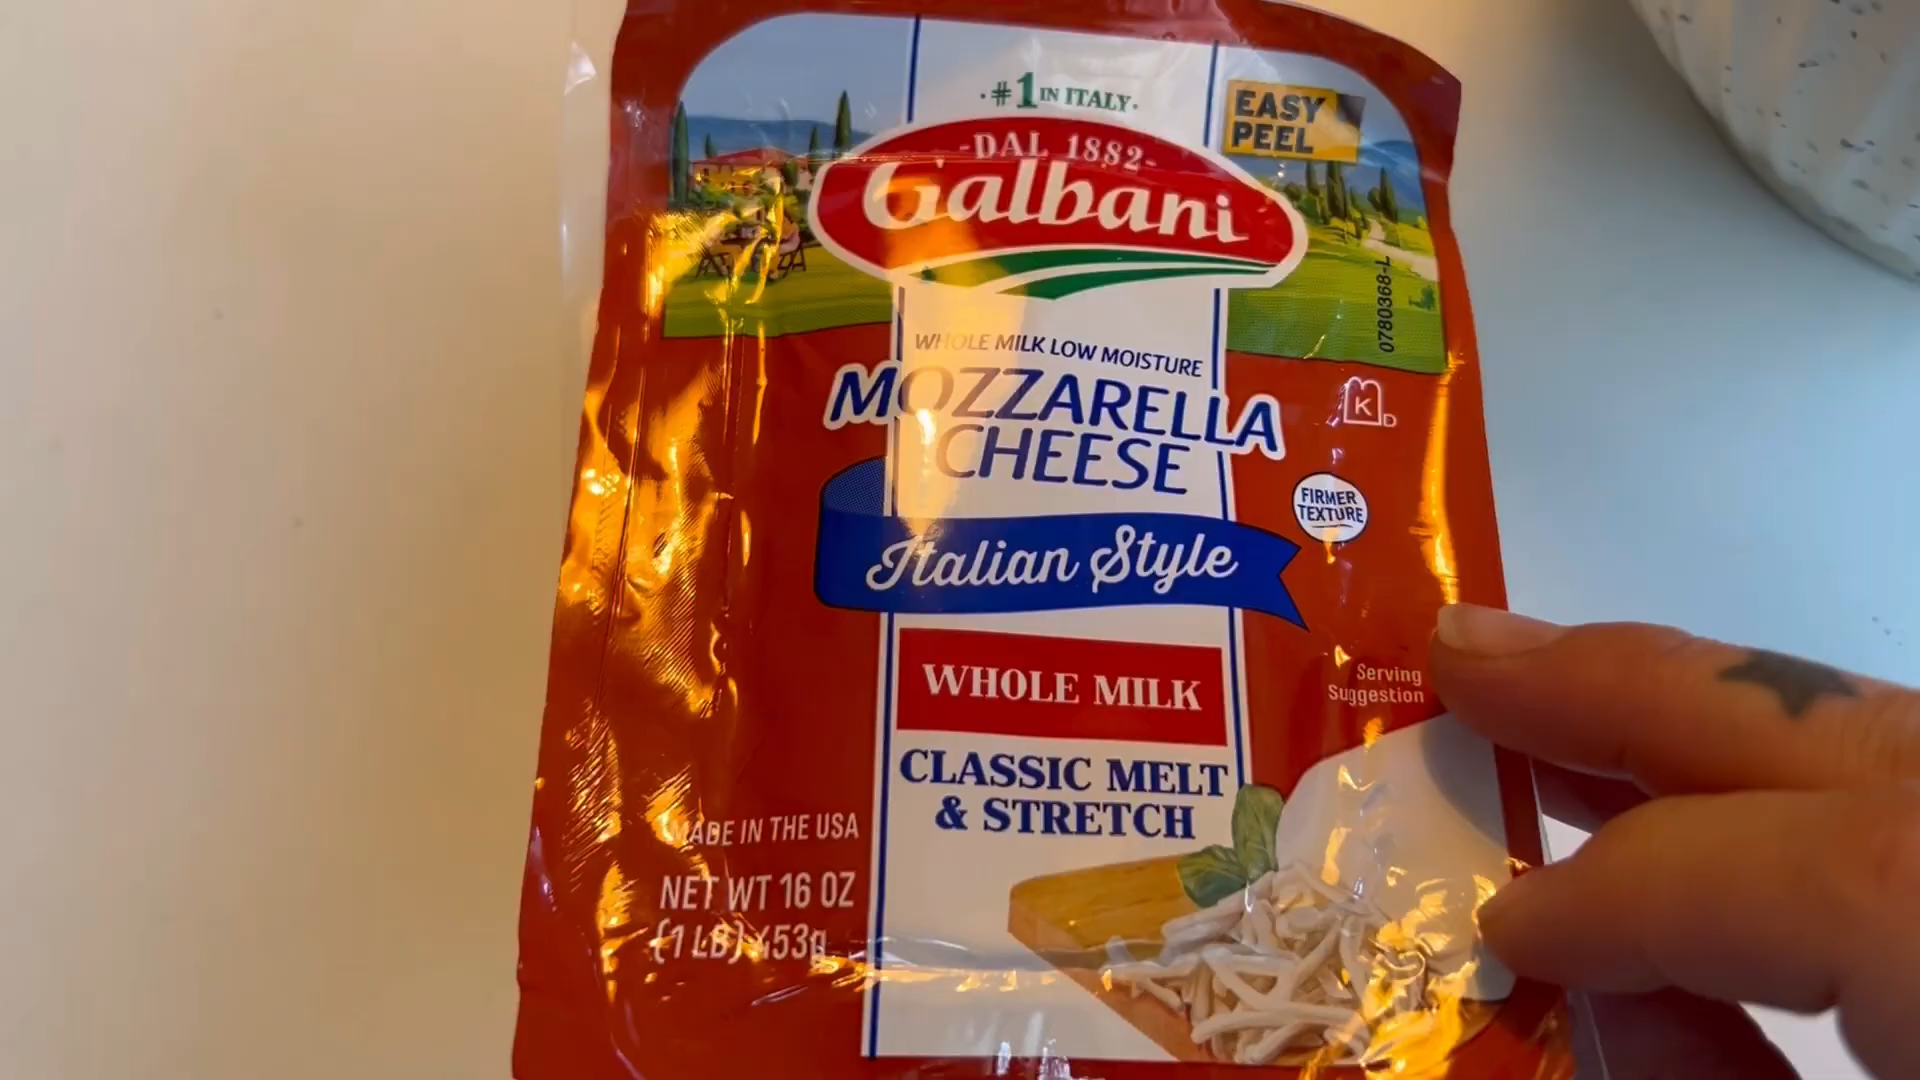 ·#1 IN ITALY·
EASY
PEEL
-DAL 1882-
Galbani
0780368-L
WHOLE MILK LOW MOISTURE
MOZZARELLA
CHEESE
K
D
FIRMER
TEXTURE
Italian Style
WHOLE MILK
Serving
Suggestion
CLASSIC MELT
& STRETCH
MADE IN THE USA
NET WT 16 OZ
(1 LB) 453g